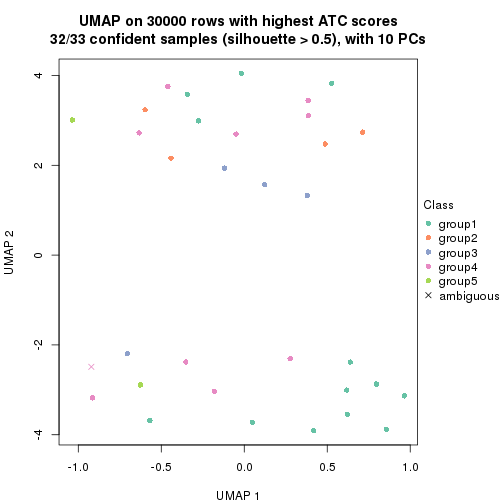 UMAP on 30000 rows with highest ATC scores
32/33 confident samples (silhouette > 0.5), with 10 PCs
4
2
0
-2
-4
UMAP 2
-1.0 -0.5 0.0 0.5 1.0
UMAP 1
Class
group1
group2
group3
group4
group5
ambiguous